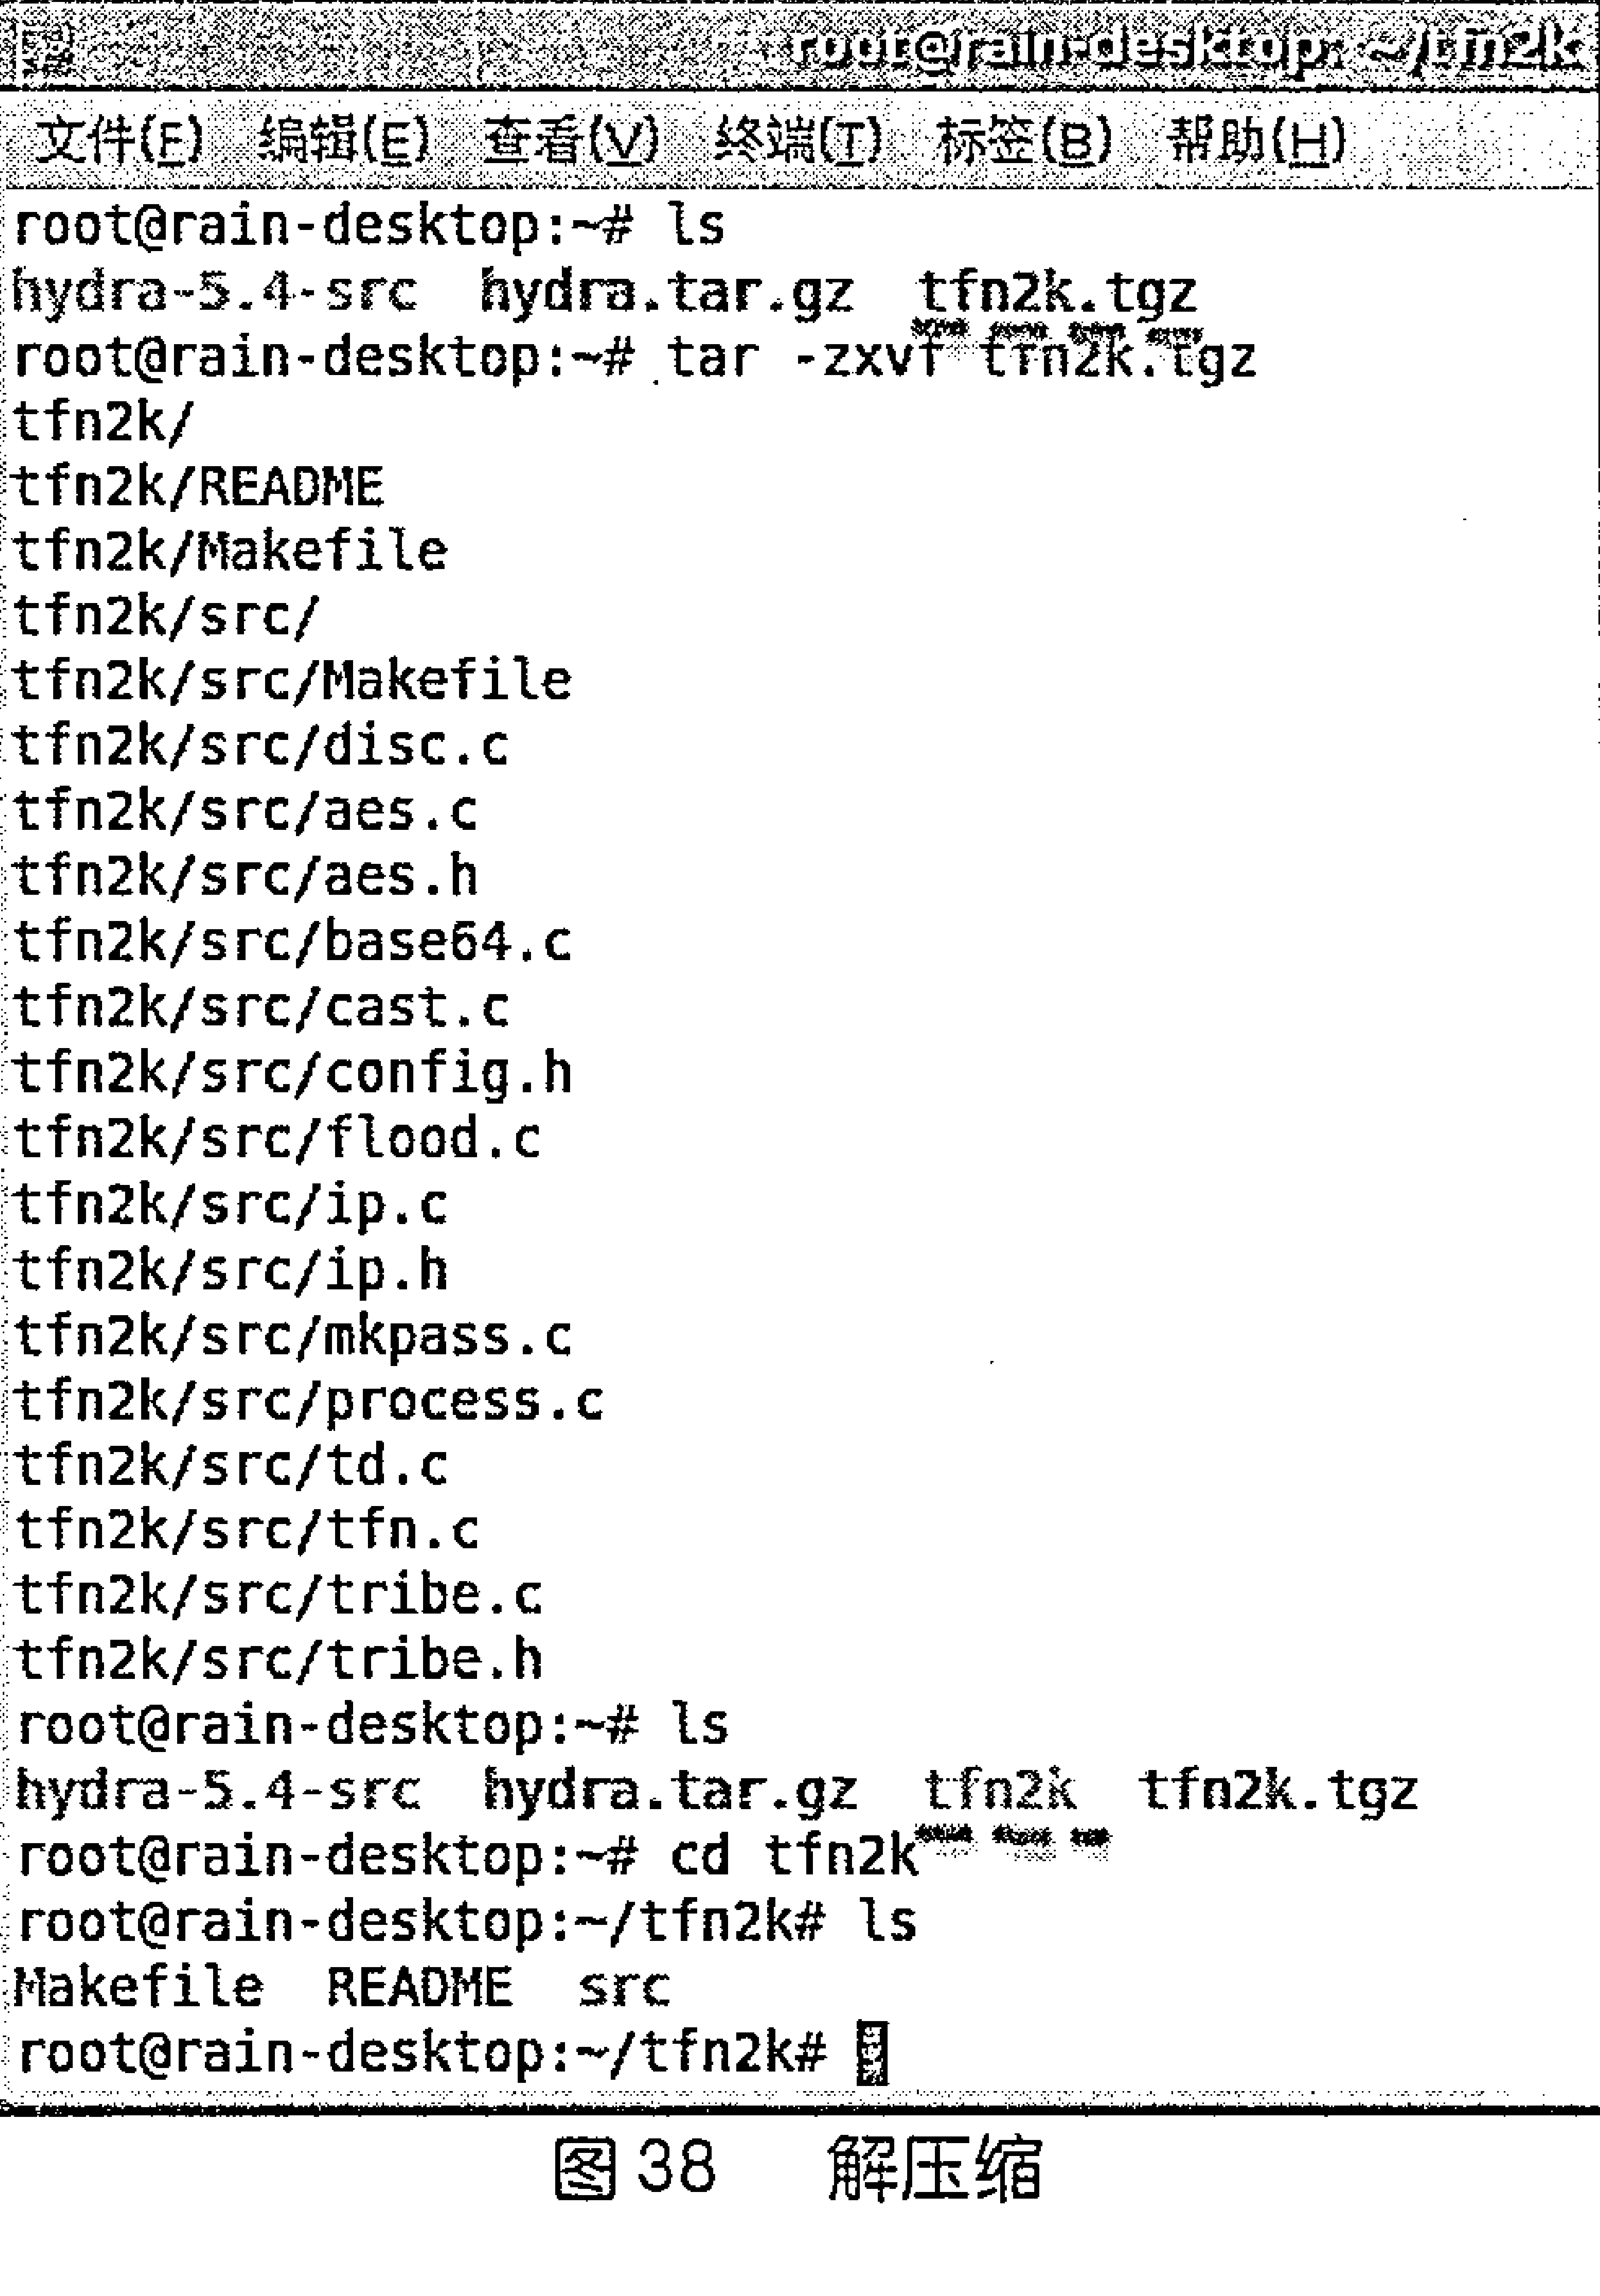 root@rain-desktop: ~/tfn2k
文件(F) 编辑(E) 查看(V) 终端(T) 标签(B) 帮助(H)
root@rain-desktop:~# ls
hydra-5.4-src hydra.tar.gz tfn2k.tgz
root@rain-desktop:~# tar -zxvf tfn2k.tgz
tfn2k/
tfn2k/README
tfn2k/Makefile
tfn2k/src/
tfn2k/src/Makefile
tfn2k/src/disc.c
tfn2k/src/aes.c
tfn2k/src/aes.h
tfn2k/src/base64.c
tfn2k/src/cast.c
tfn2k/src/config.h
tfn2k/src/flood.c
tfn2k/src/ip.c
tfn2k/src/ip.h
tfn2k/src/mkpass.c
tfn2k/src/process.c
tfn2k/src/td.c
tfn2k/src/tfn.c
tfn2k/src/tribe.c
tfn2k/src/tribe.h
root@rain-desktop:~# ls
hydra-5.4-src hydra.tar.gz tfn2k tfn2k.tgz
root@rain-desktop:~# cd tfn2k
root@rain-desktop:~/tfn2k# ls
Makefile README src
root@rain-desktop:~/tfn2k#
图 38 解压缩